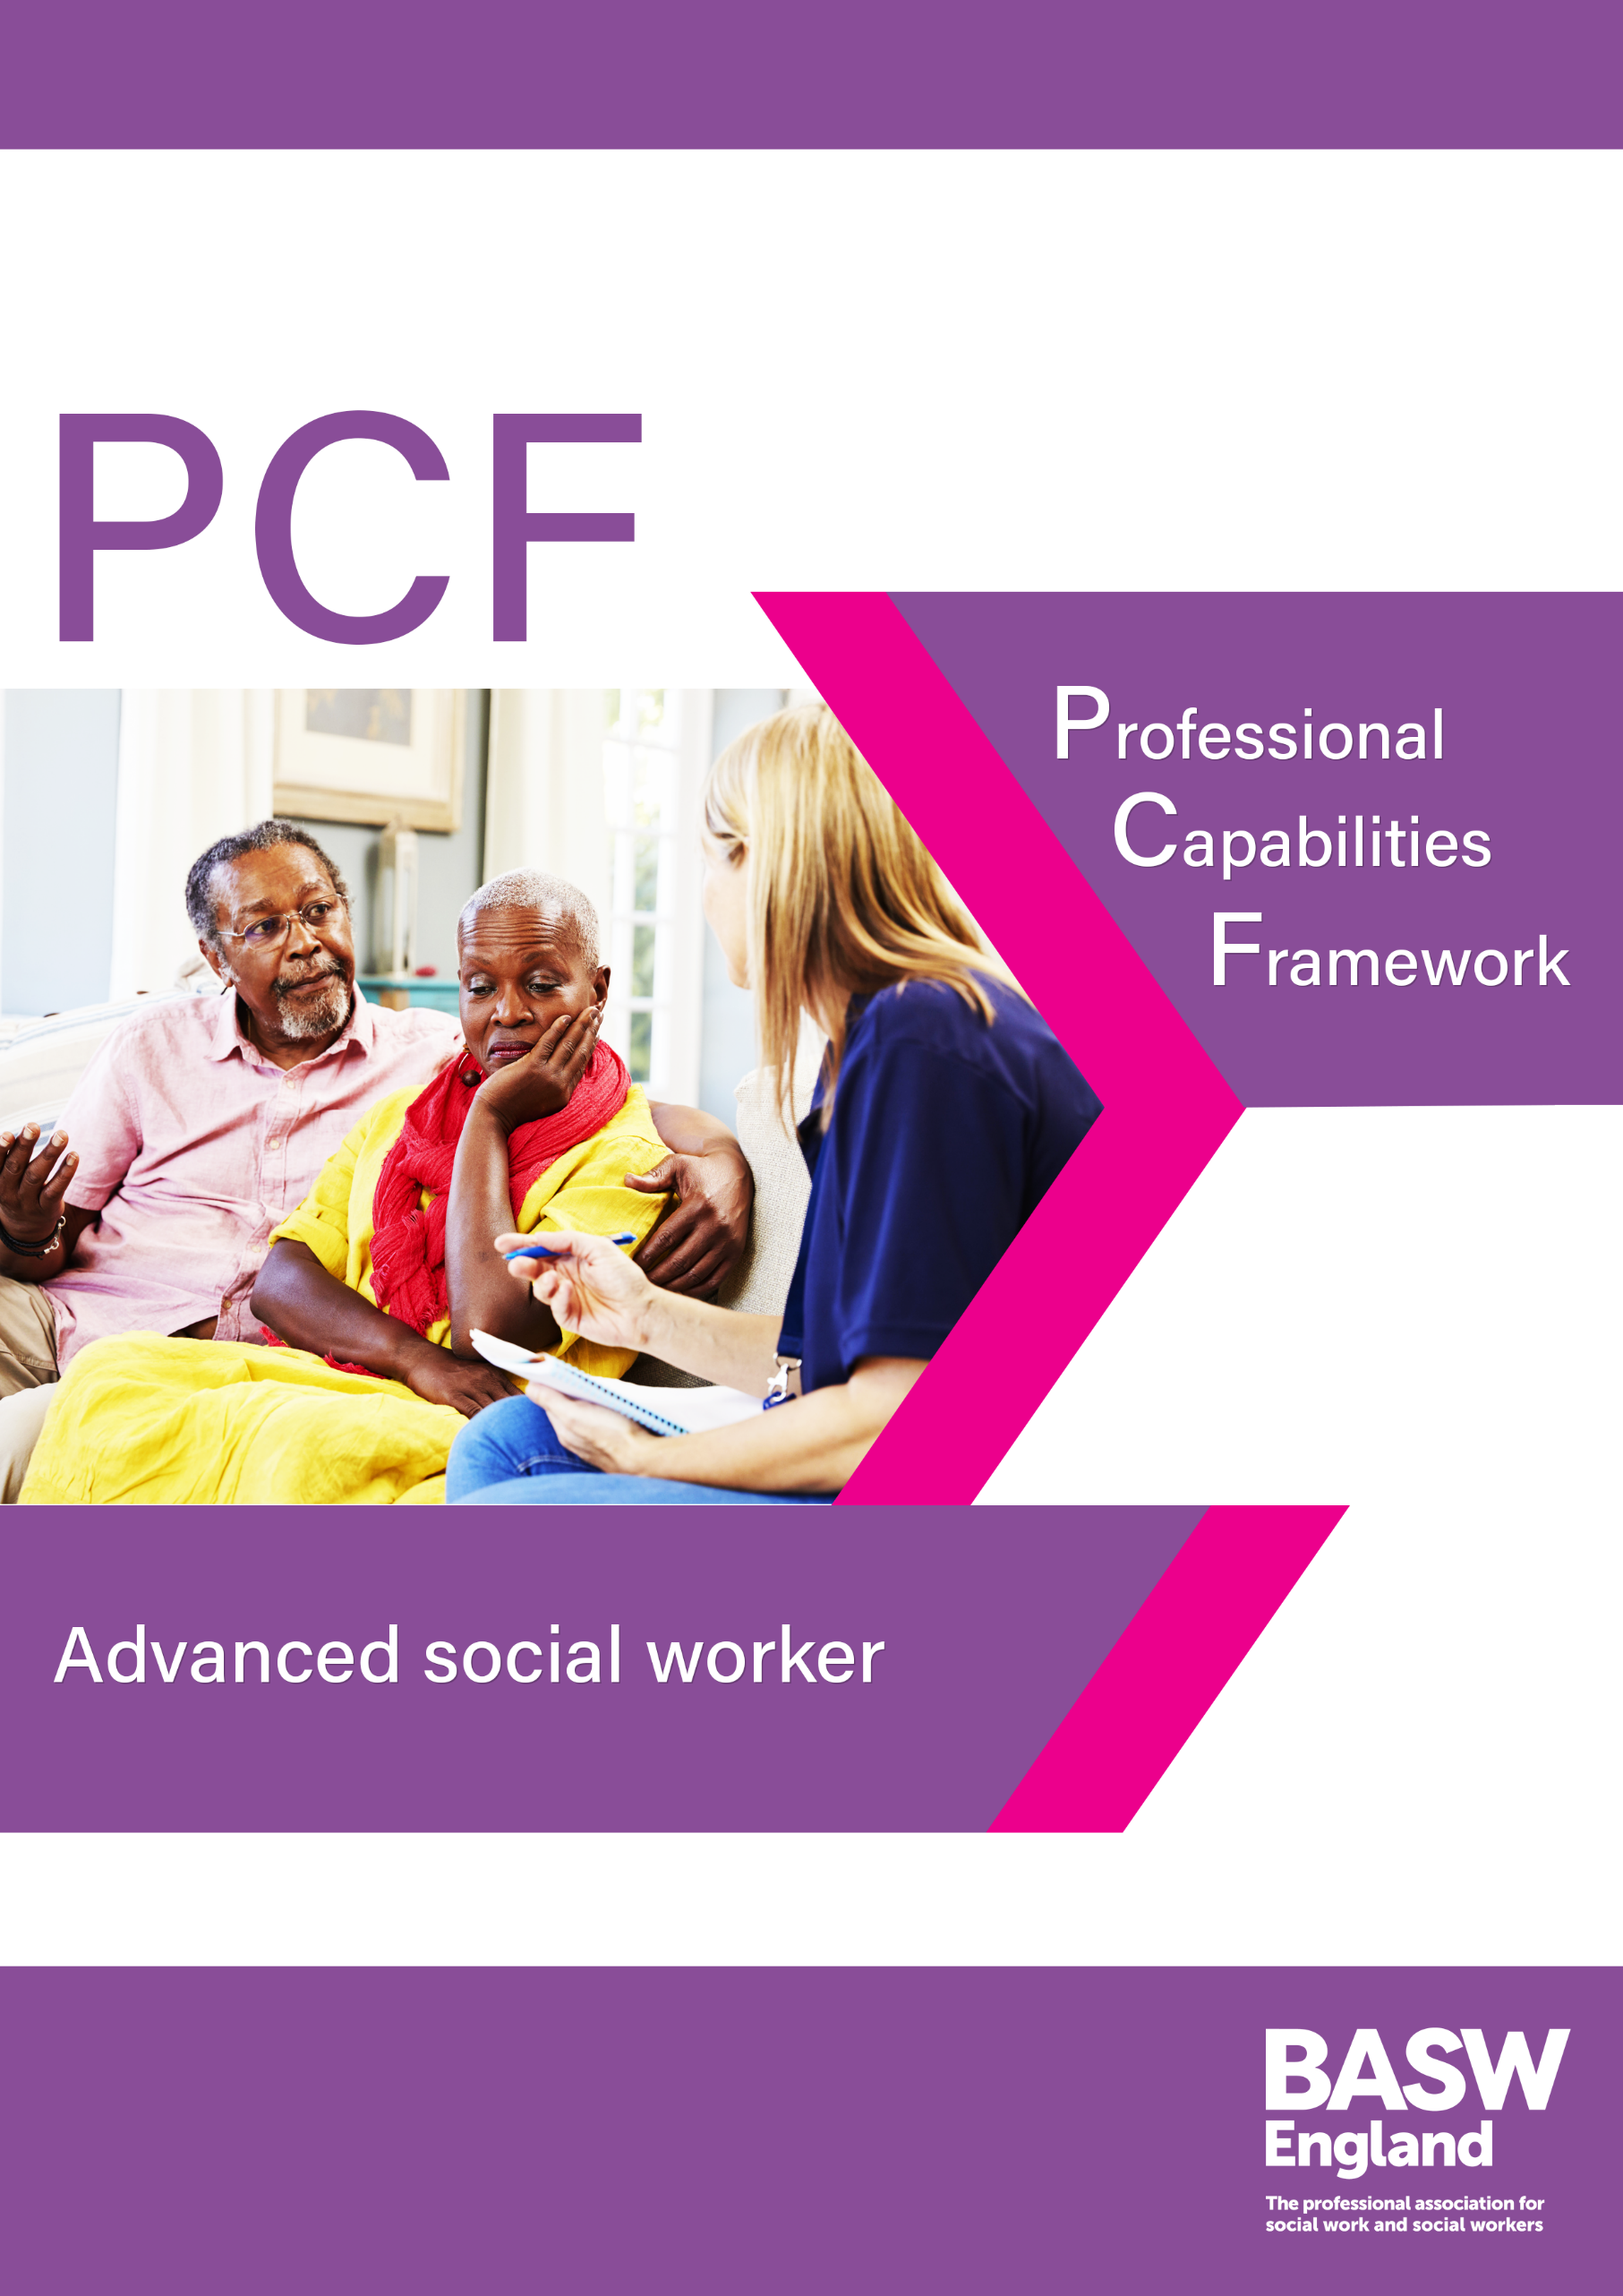 PCF
Professional
Capabilities
Framework
Advanced social worker
BASW
England
The professional association for
social work and social workers